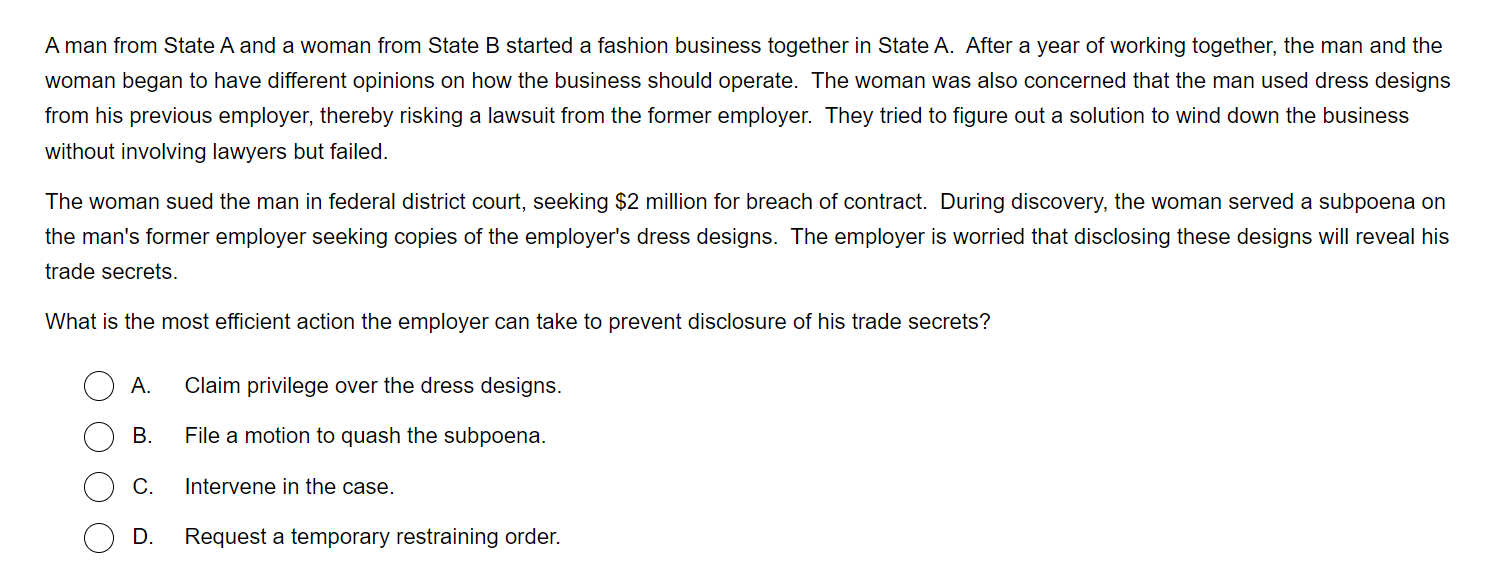 A man from State A and a woman from State B started a fashion business together in State A.  After a year of working together, the man and the
woman began to have different opinions on how the business should operate.  The woman was also concerned that the man used dress designs
from his previous employer, thereby risking a lawsuit from the former employer.  They tried to figure out a solution to wind down the business
without involving lawyers but failed.
The woman sued the man in federal district court, seeking $2 million for breach of contract.  During discovery, the woman served a subpoena on
the man's former employer seeking copies of the employer's dress designs.  The employer is worried that disclosing these designs will reveal his
trade secrets.
What is the most efficient action the employer can take to prevent disclosure of his trade secrets?
A. Claim privilege over the dress designs.
B. File a motion to quash the subpoena.
C. Intervene in the case.
D. Request a temporary restraining order.